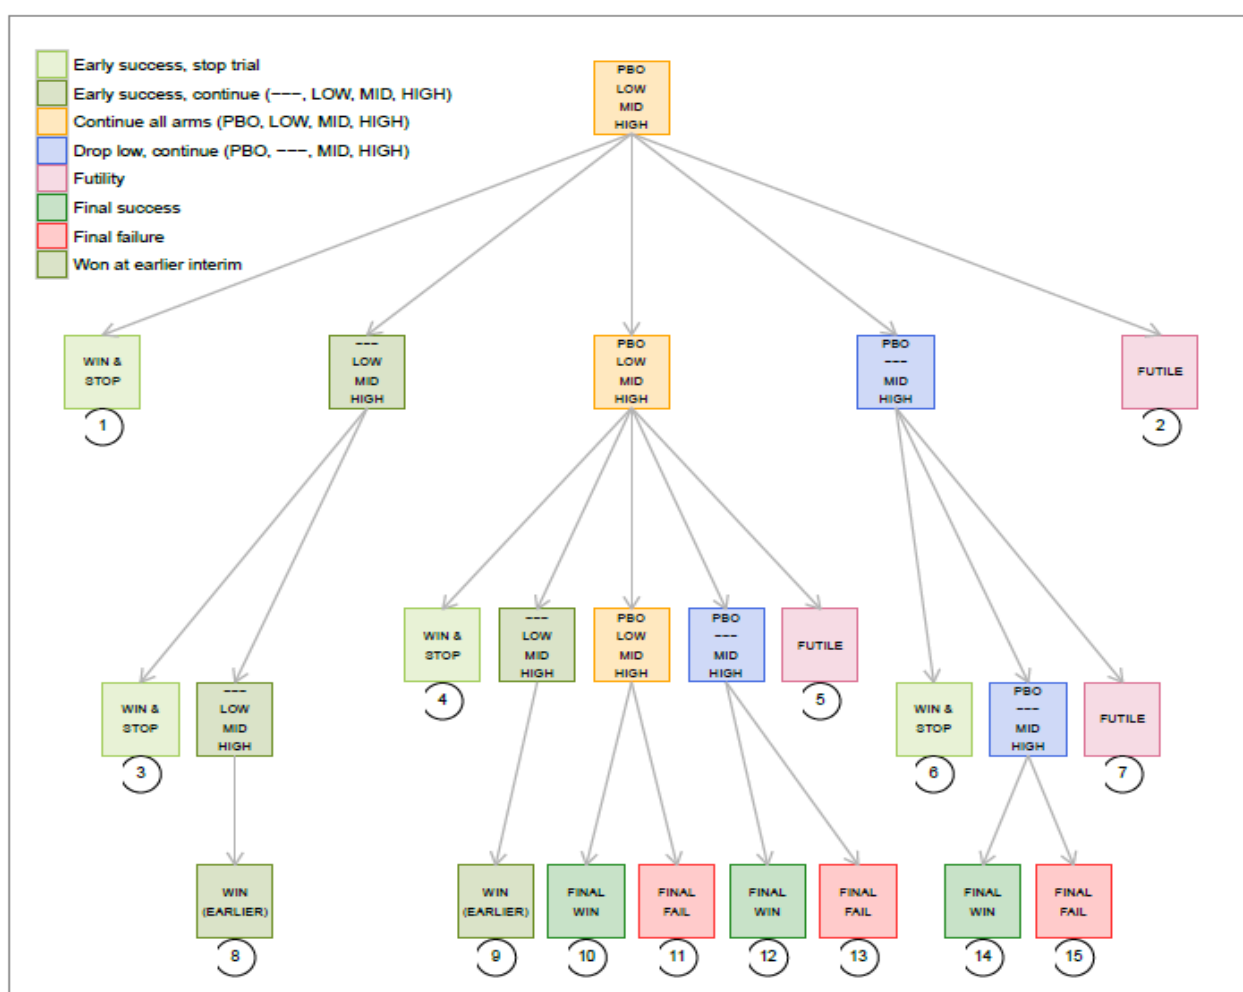 Early success, stop trial
Early success, continue (---, LOW, MID, HIGH)
Continue all arms (PBO, LOW, MID, HIGH)
Drop low, continue (PBO, ---, MID, HIGH)
Futility
Final success
Final failure
Won at earlier interim
PBO
LOW
MID
HIGH
WIN &
STOP
1
---
LOW
MID
HIGH
PBO
LOW
MID
HIGH
PBO
---
MID
HIGH
FUTILE
2
WIN &
STOP
4
---
LOW
MID
HIGH
PBO
LOW
MID
HIGH
PBO
---
MID
HIGH
FUTILE
5
WIN &
STOP
3
---
LOW
MID
HIGH
WIN &
STOP
6
PBO
---
MID
HIGH
FUTILE
7
WIN
(EARLIER)
8
WIN
(EARLIER)
9
FINAL
WIN
10
FINAL
FAIL
11
FINAL
WIN
12
FINAL
FAIL
13
FINAL
WIN
14
FINAL
FAIL
15